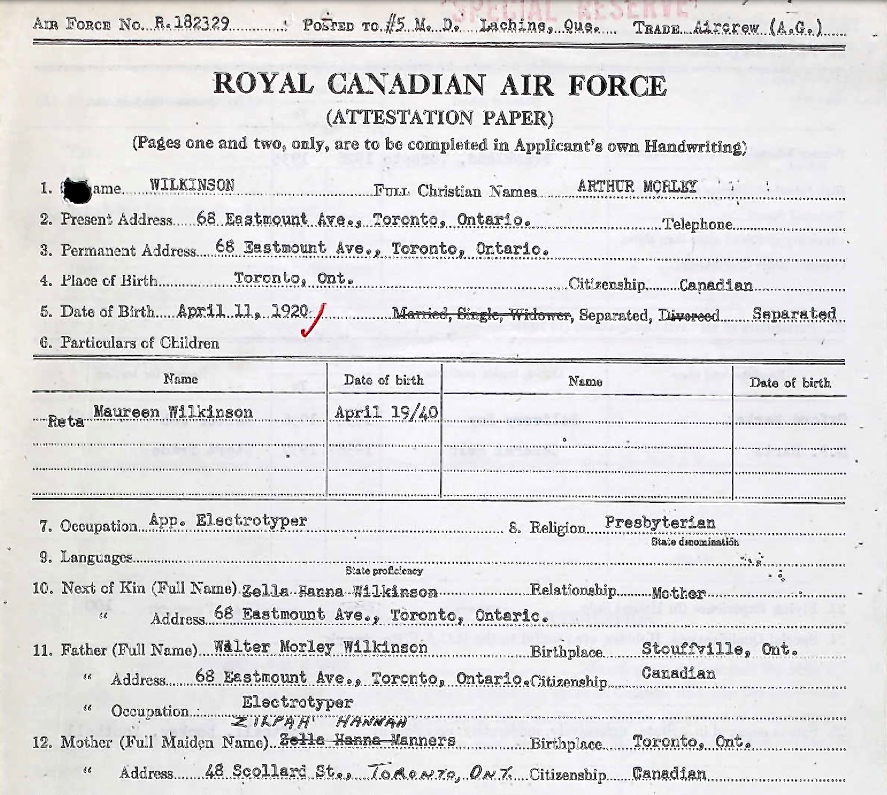 SPECIAL RESERVE
AIR FORCE NO. R.182329 POSTED TO #5 M. D. Lachine, Que. TRADE Aircrew (A.G.)
ROYAL CANADIAN AIR FORCE
(ATTESTATION PAPER)
(Pages one and two, only, are to be completed in Applicant's own Handwriting)
1. ame WILKINSON FULL Christian Names ARTHUR MORLEY
2. Present Address 68 Eastmount Ave., Toronto, Ontario. Telephone
3. Permanent Address 68 Eastmount Ave., Toronto, Ontario.
4. Place of Birth Toronto, Ont. Citizenship Canadian
5. Date of Birth April 11, 1920 Married, Single, Widower, Separated, Divorced Separated
6. Particulars of Children
Name Date of birth Name Date of birth
Reta Maureen Wilkinson April 19/40
7. Occupation App. Electrotyper 8. Religion Presbyterian
State denomination
9. Languages
State proficiency
10. Next of Kin (Full Name) Zella Hanna Wilkinson Relationship Mother
" Address 68 Eastmount Ave., Toronto, Ontario.
11. Father (Full Name) Walter Morley Wilkinson Birthplace Stouffville, Ont.
" Address 68 Eastmount Ave., Toronto, Ontario. Citizenship Canadian
" Occupation Electrotyper
ZILPAH HANNAH
12. Mother (Full Maiden Name) Zella Hanna Manners Birthplace Toronto, Ont.
" Address 48 Scollard St., TORONTO, ONT. Citizenship Canadian